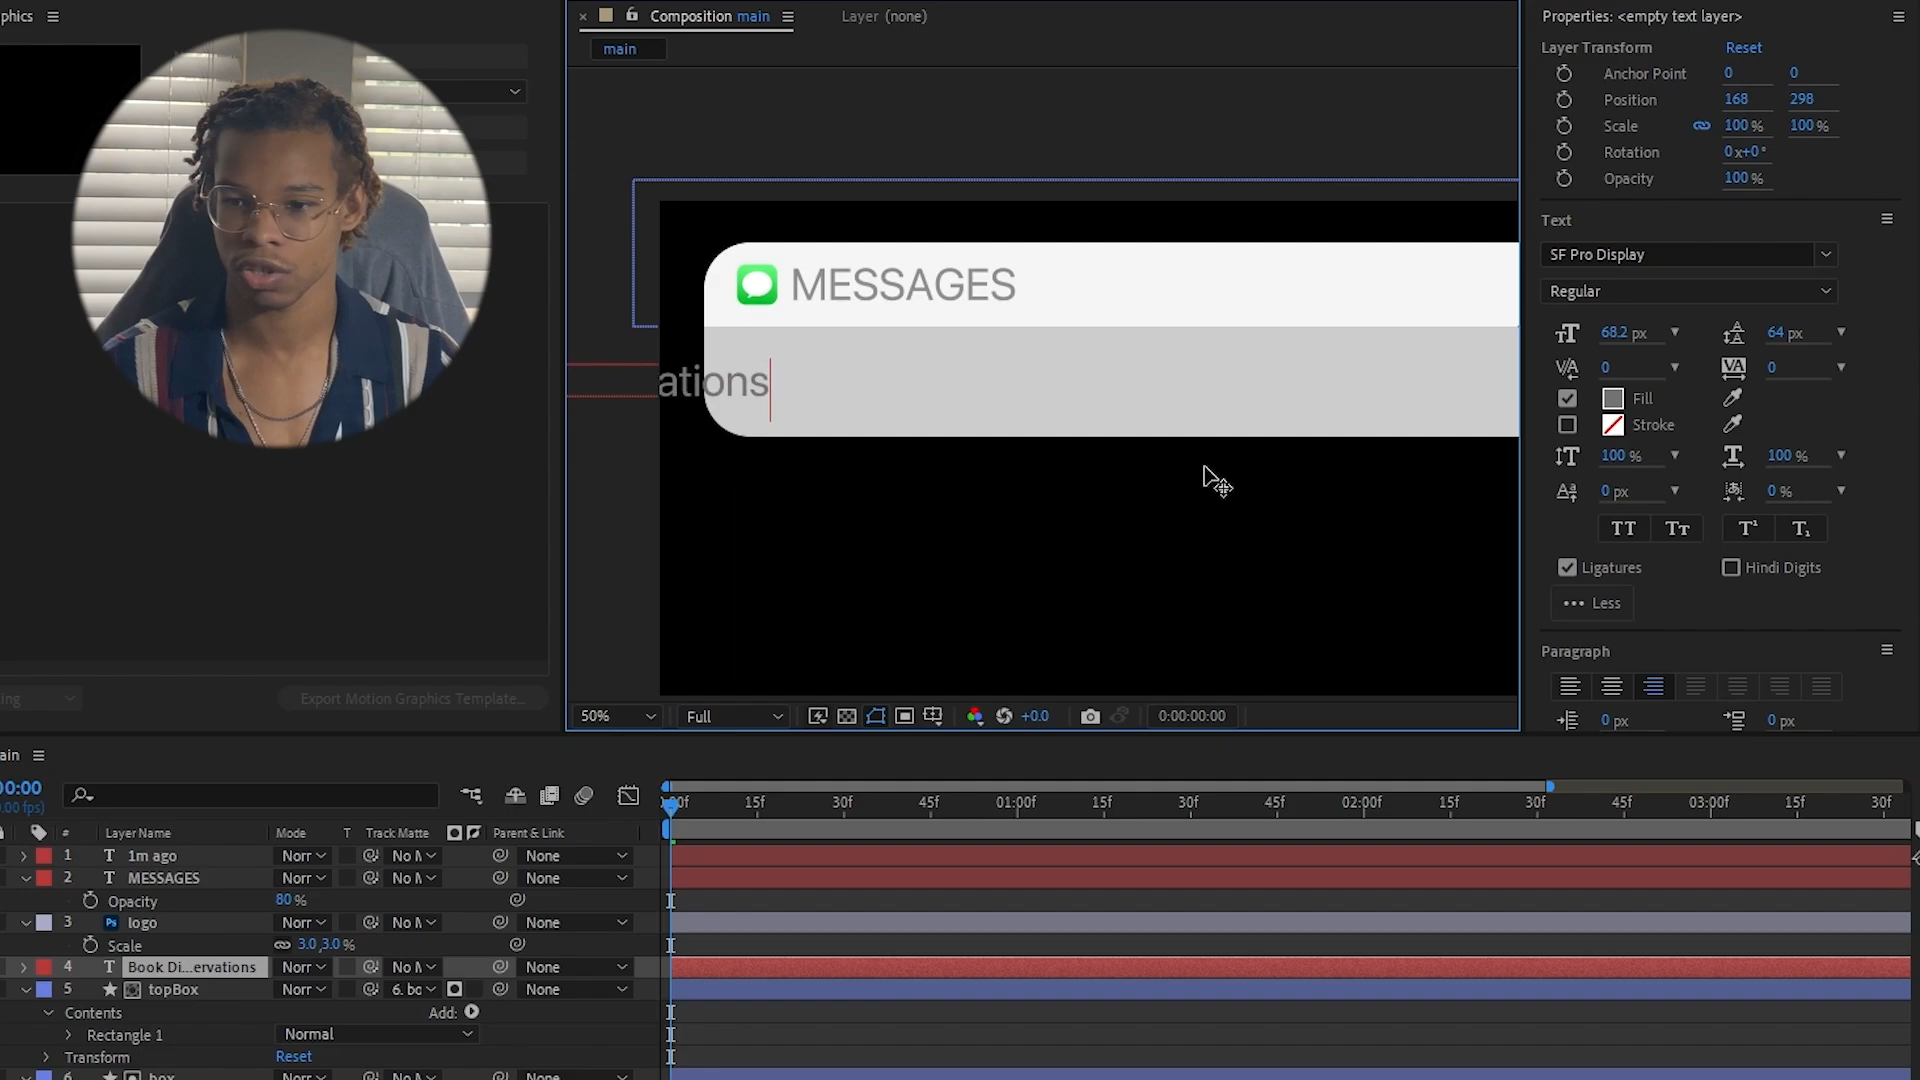 phics
Composition main
Layer (none)
main
MESSAGES
ations
50%
Full
+0.0
0:00:00:00
ing
Export Motion Graphics Template...
Properties: <empty text layer>
Layer Transform
Reset
Anchor Point
0
0
Position
168
298
Scale
100 %
100 %
Rotation
0x+0°
Opacity
100 %
Text
SF Pro Display
Regular
68.2 px
64 px
0
0
Fill
Stroke
100 %
100 %
0 px
0 %
Ligatures
Hindi Digits
Less
Paragraph
0 px
0 px
ain
00:00
.00 fps)
:00f
15f
30f
45f
01:00f
15f
30f
45f
02:00f
15f
30f
45f
03:00f
15f
30f
#
Layer Name
Mode
T
Track Matte
Parent & Link
1
T
1m ago
Norr
No M
None
2
T
MESSAGES
Norr
No M
None
Opacity
80 %
3
Ps
logo
Norr
No M
None
Scale
3.0,3.0 %
4
T
Book Di...ervations
Norr
No M
None
5
topBox
Norr
6. bo
None
Contents
Add:
Rectangle 1
Normal
Transform
Reset
6
box
Norr
No M
None